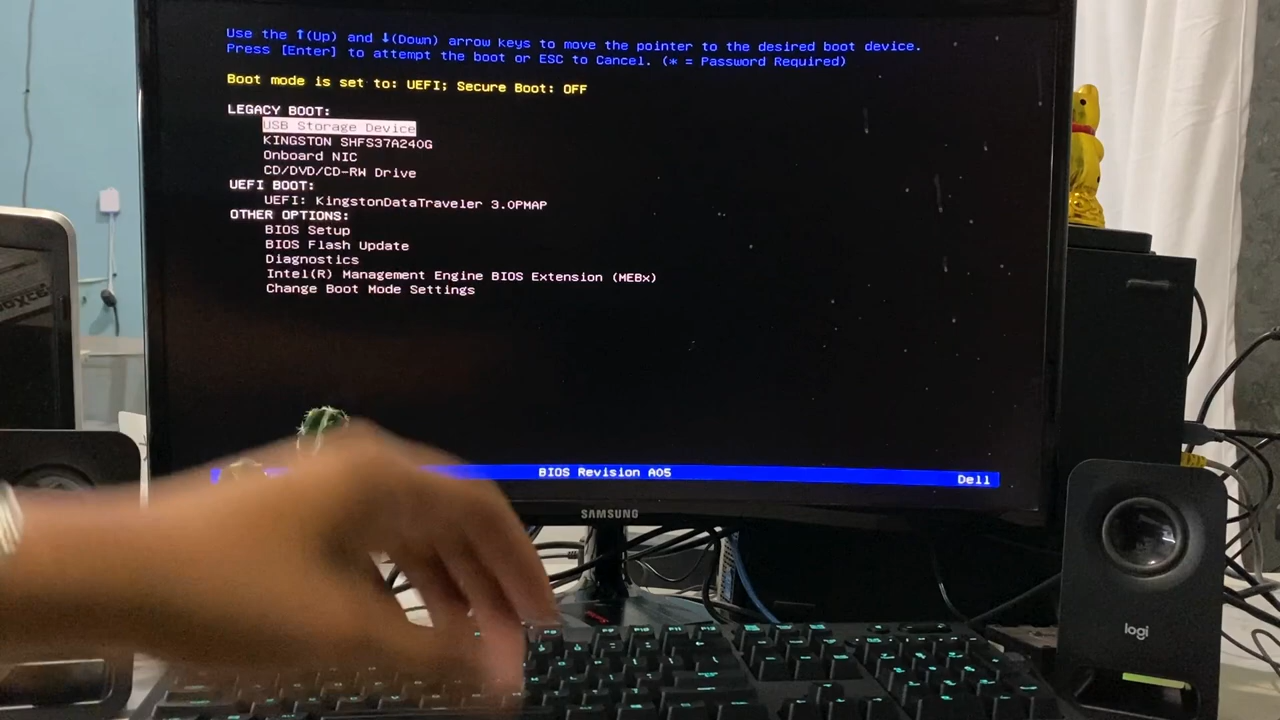 Use the ↑(Up) and ↓(Down) arrow keys to move the pointer to the desired boot device.
Press [Enter] to attempt the boot or ESC to Cancel. (* = Password Required)
Boot mode is set to: UEFI; Secure Boot: OFF
LEGACY BOOT:
USB Storage Device
KINGSTON SHFS37A240G
Onboard NIC
CD/DVD/CD-RW Drive
UEFI BOOT:
UEFI: KingstonDataTraveler 3.0PMAP
OTHER OPTIONS:
BIOS Setup
BIOS Flash Update
Diagnostics
Intel(R) Management Engine BIOS Extension (MEBx)
Change Boot Mode Settings
BIOS Revision A05
Dell
SAMSUNG
logi